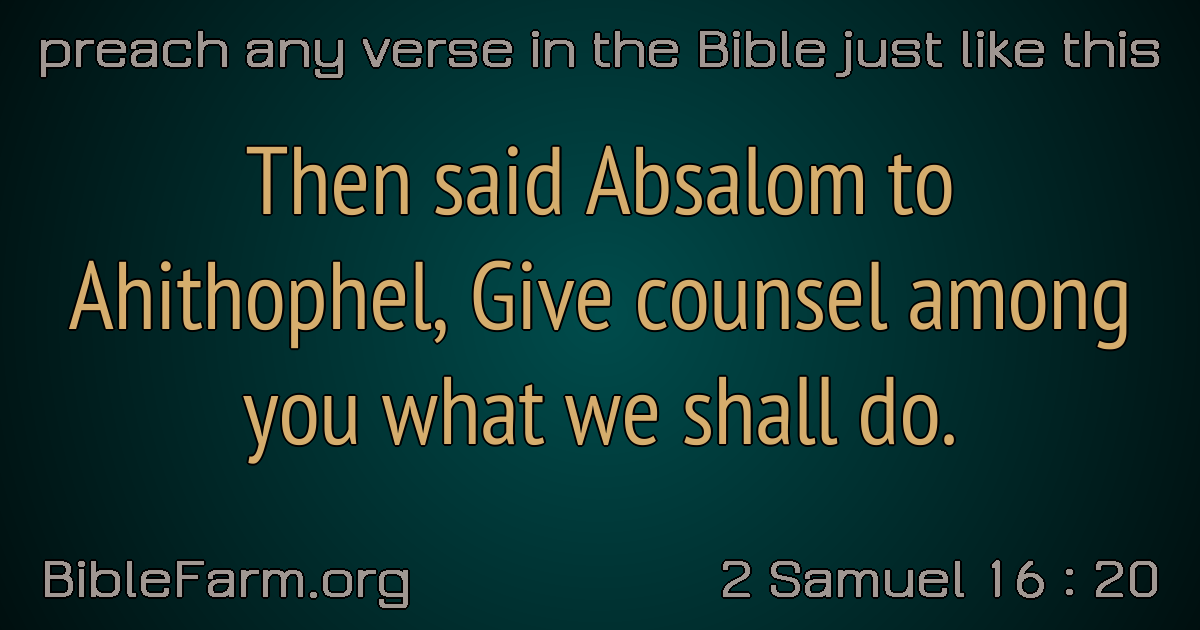 preach any verse in the Bible just like this
Then said Absalom to
Ahithophel, Give counsel among
you what we shall do.
BibleFarm.org
2 Samuel 16 : 20